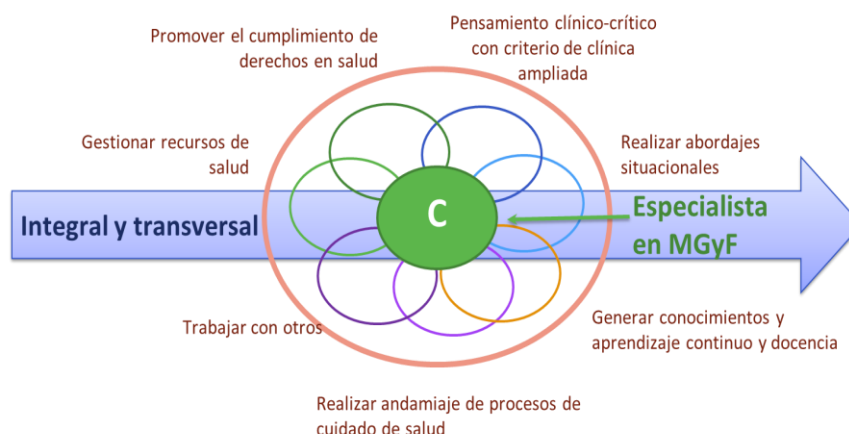 Promover el cumplimiento de
derechos en salud
Pensamiento clínico-crítico
con criterio de clínica
ampliada
Gestionar recursos de
salud
Realizar abordajes
situacionales
Integral y transversal
C
Especialista
en MGyF
Trabajar con otros
Generar conocimientos y
aprendizaje continuo y docencia
Realizar andamiaje de procesos de
cuidado de salud